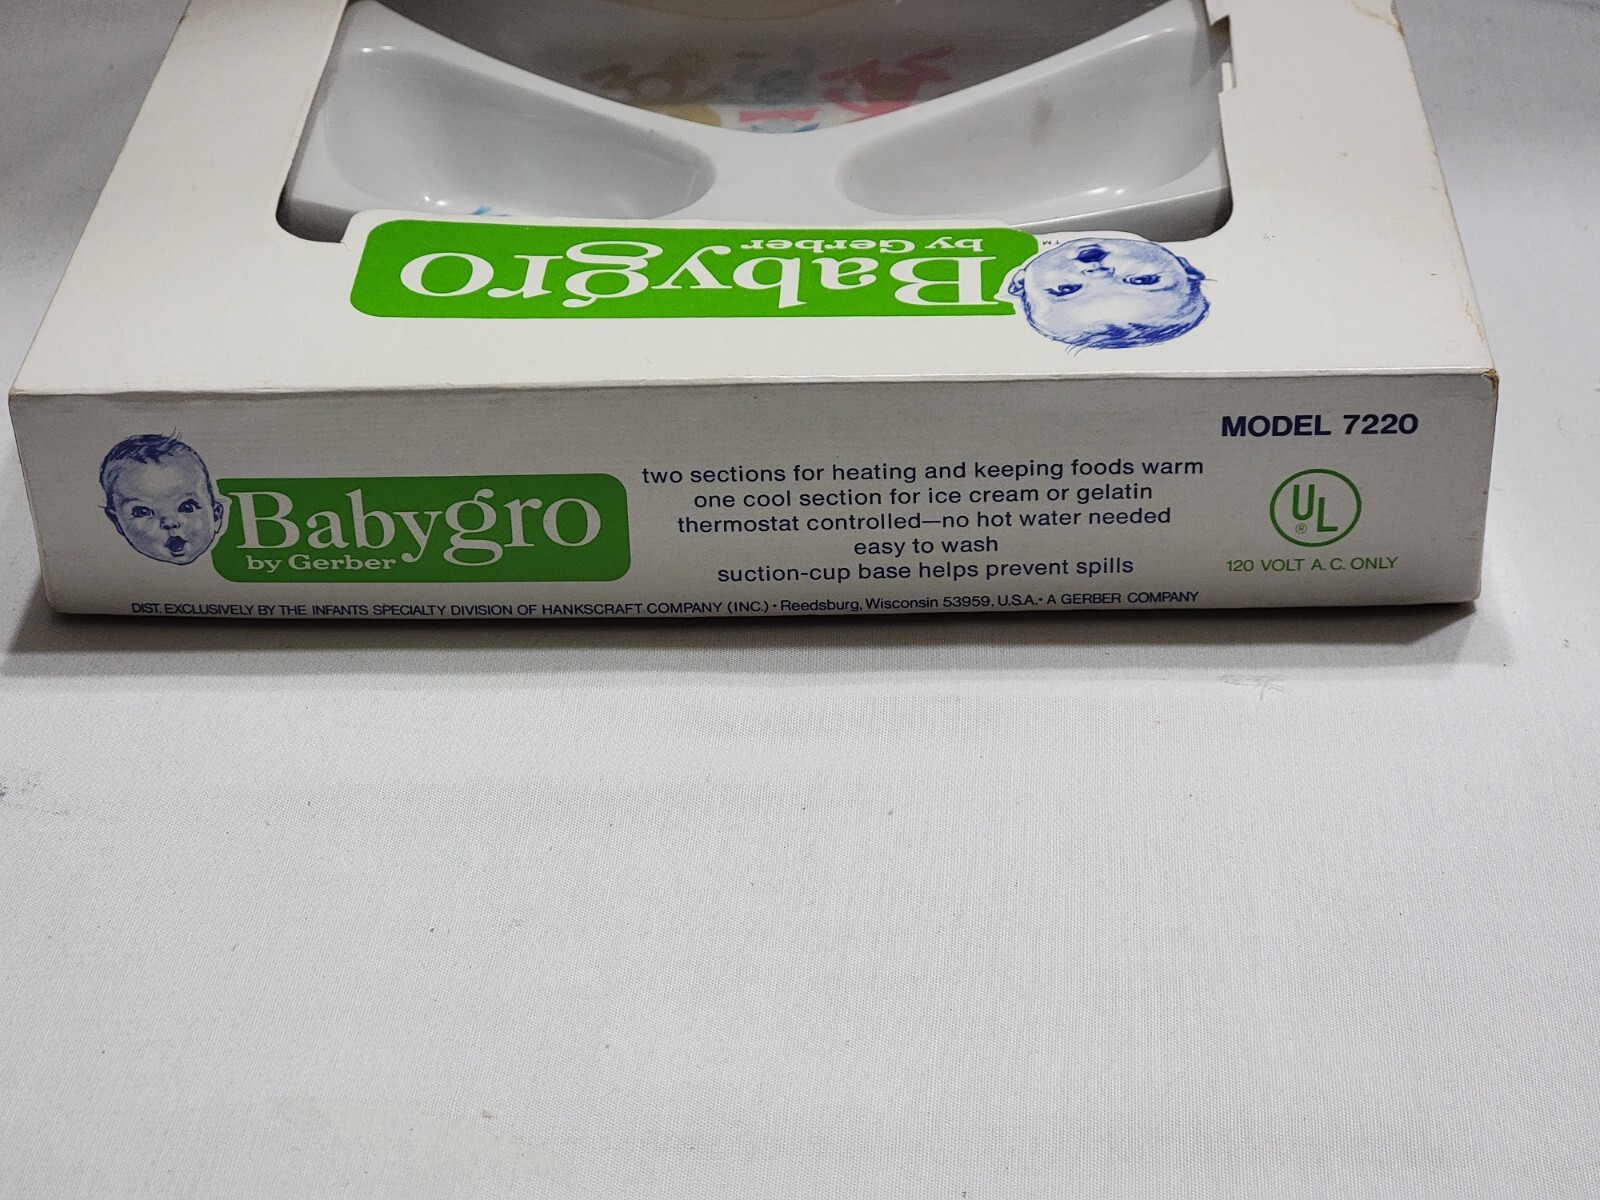 Babygro
by Gerber
™
Babygro
by Gerber
two sections for heating and keeping foods warm
one cool section for ice cream or gelatin
thermostat controlled—no hot water needed
easy to wash
suction-cup base helps prevent spills
MODEL 7220
UL
®
120 VOLT A.C. ONLY
DIST. EXCLUSIVELY BY THE INFANTS SPECIALTY DIVISION OF HANKSCRAFT COMPANY (INC.) • Reedsburg, Wisconsin 53959, U.S.A. • A GERBER COMPANY